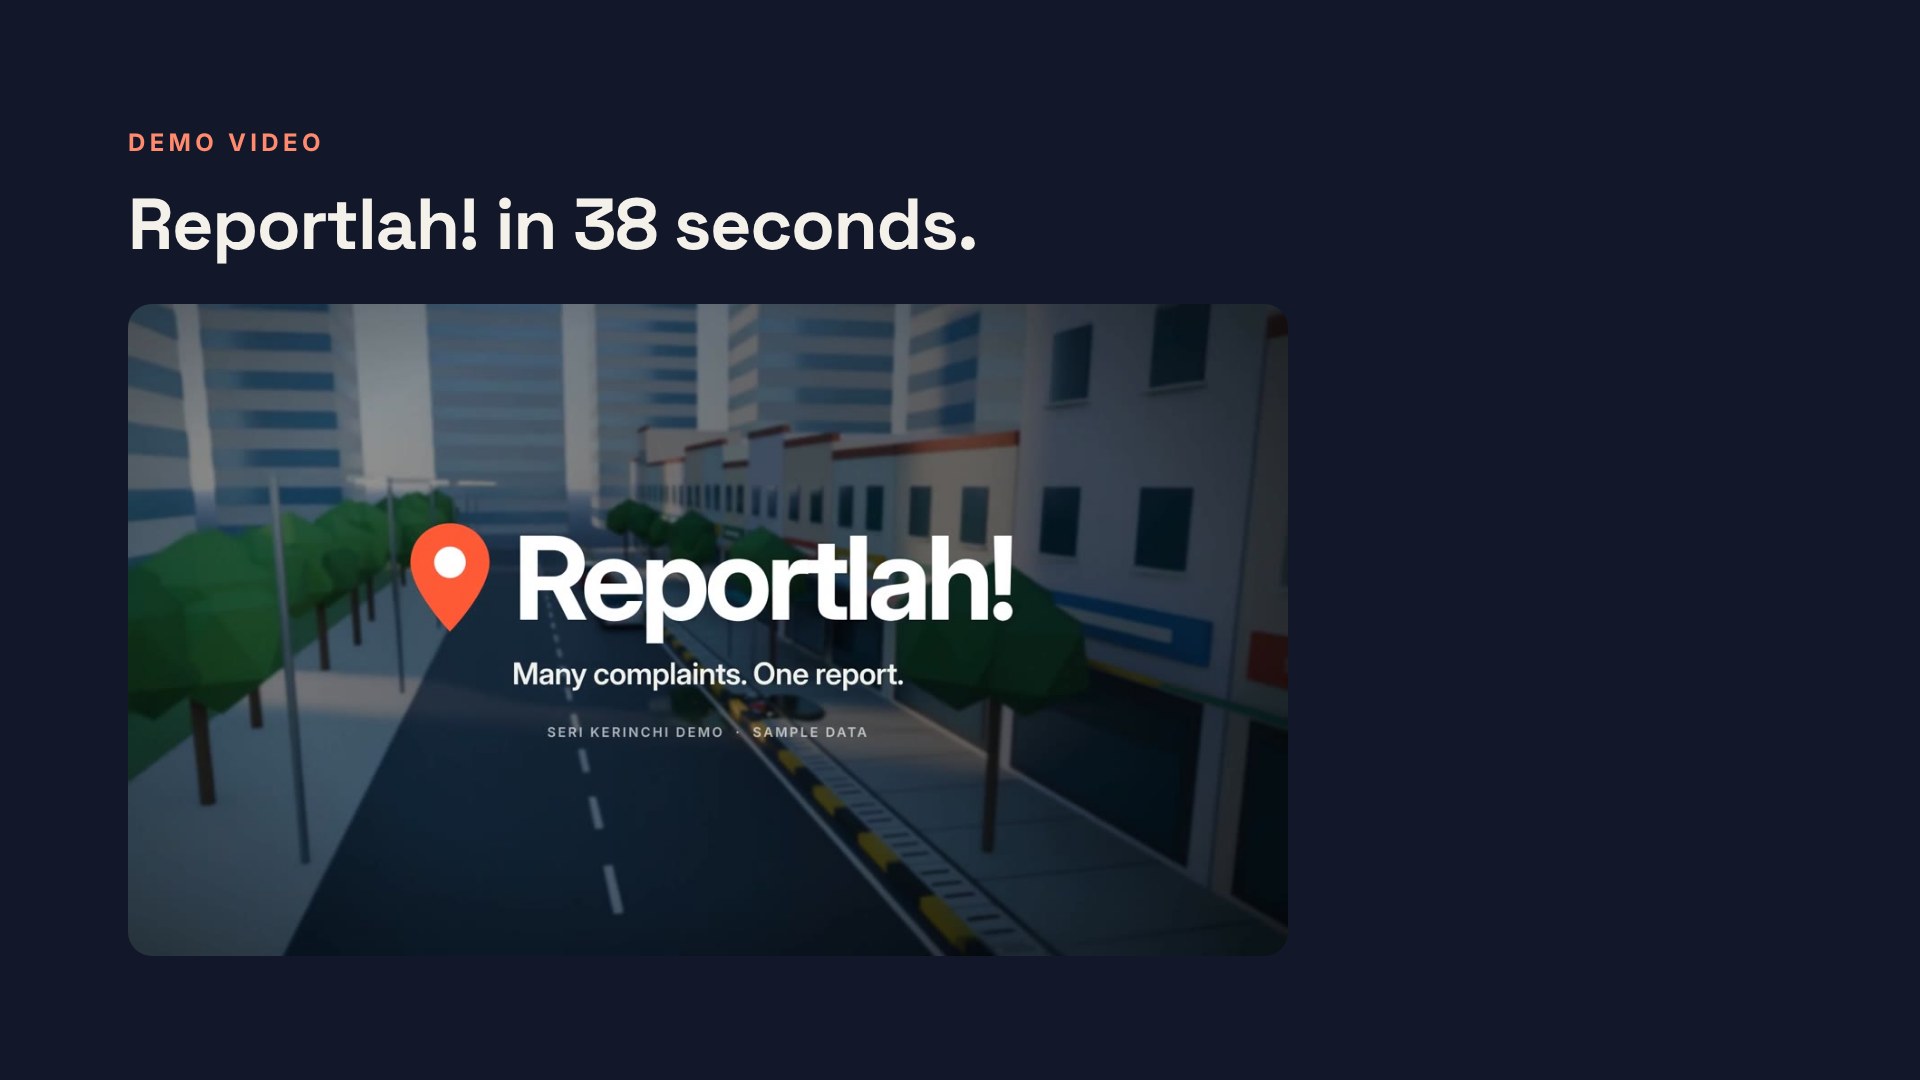 DEMO VIDEO
Reportlah! in 38 seconds.
Reportlah!
Many complaints. One report.
SERI KERINCHI DEMO · SAMPLE DATA